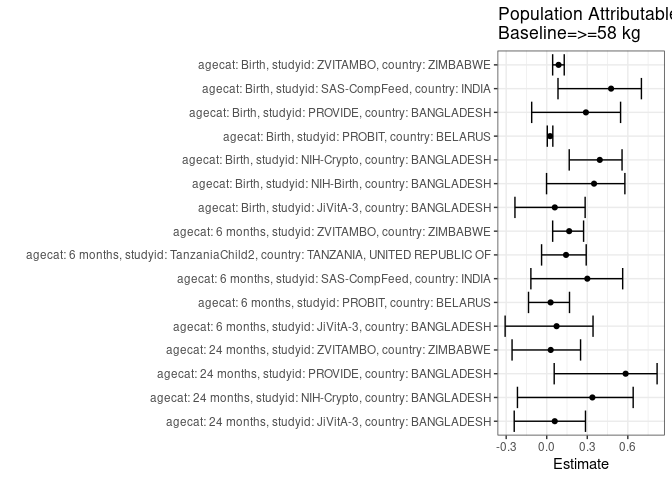 Population Attributable
Baseline=>=58 kg
agecat: Birth, studyid: ZVITAMBO, country: ZIMBABWE
agecat: Birth, studyid: SAS-CompFeed, country: INDIA
agecat: Birth, studyid: PROVIDE, country: BANGLADESH
agecat: Birth, studyid: PROBIT, country: BELARUS
agecat: Birth, studyid: NIH-Crypto, country: BANGLADESH
agecat: Birth, studyid: NIH-Birth, country: BANGLADESH
agecat: Birth, studyid: JiVitA-3, country: BANGLADESH
agecat: 6 months, studyid: ZVITAMBO, country: ZIMBABWE
agecat: 6 months, studyid: TanzaniaChild2, country: TANZANIA, UNITED REPUBLIC OF
agecat: 6 months, studyid: SAS-CompFeed, country: INDIA
agecat: 6 months, studyid: PROBIT, country: BELARUS
agecat: 6 months, studyid: JiVitA-3, country: BANGLADESH
agecat: 24 months, studyid: ZVITAMBO, country: ZIMBABWE
agecat: 24 months, studyid: PROVIDE, country: BANGLADESH
agecat: 24 months, studyid: NIH-Crypto, country: BANGLADESH
agecat: 24 months, studyid: JiVitA-3, country: BANGLADESH
-0.3 0.0 0.3 0.6
Estimate